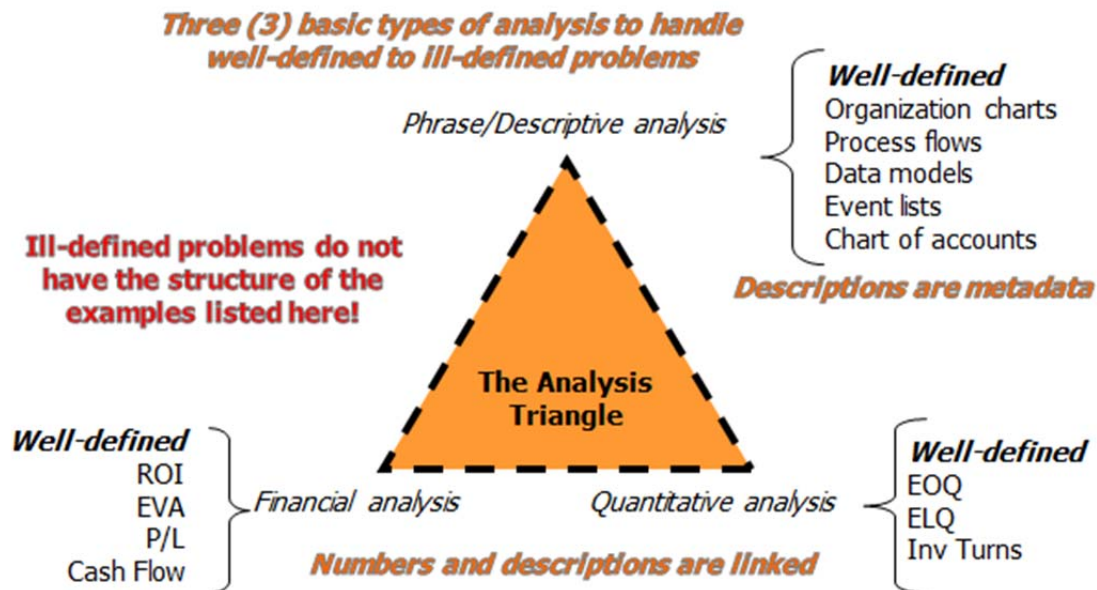 Three (3) basic types of analysis to handle
well-defined to ill-defined problems
Phrase/Descriptive analysis
Well-defined
Organization charts
Process flows
Data models
Event lists
Chart of accounts
Descriptions are metadata
Ill-defined problems do not
have the structure of the
examples listed here!
The Analysis
Triangle
Well-defined
ROI
EVA
P/L
Cash Flow
Financial analysis
Quantitative analysis
Well-defined
EOQ
ELQ
Inv Turns
Numbers and descriptions are linked